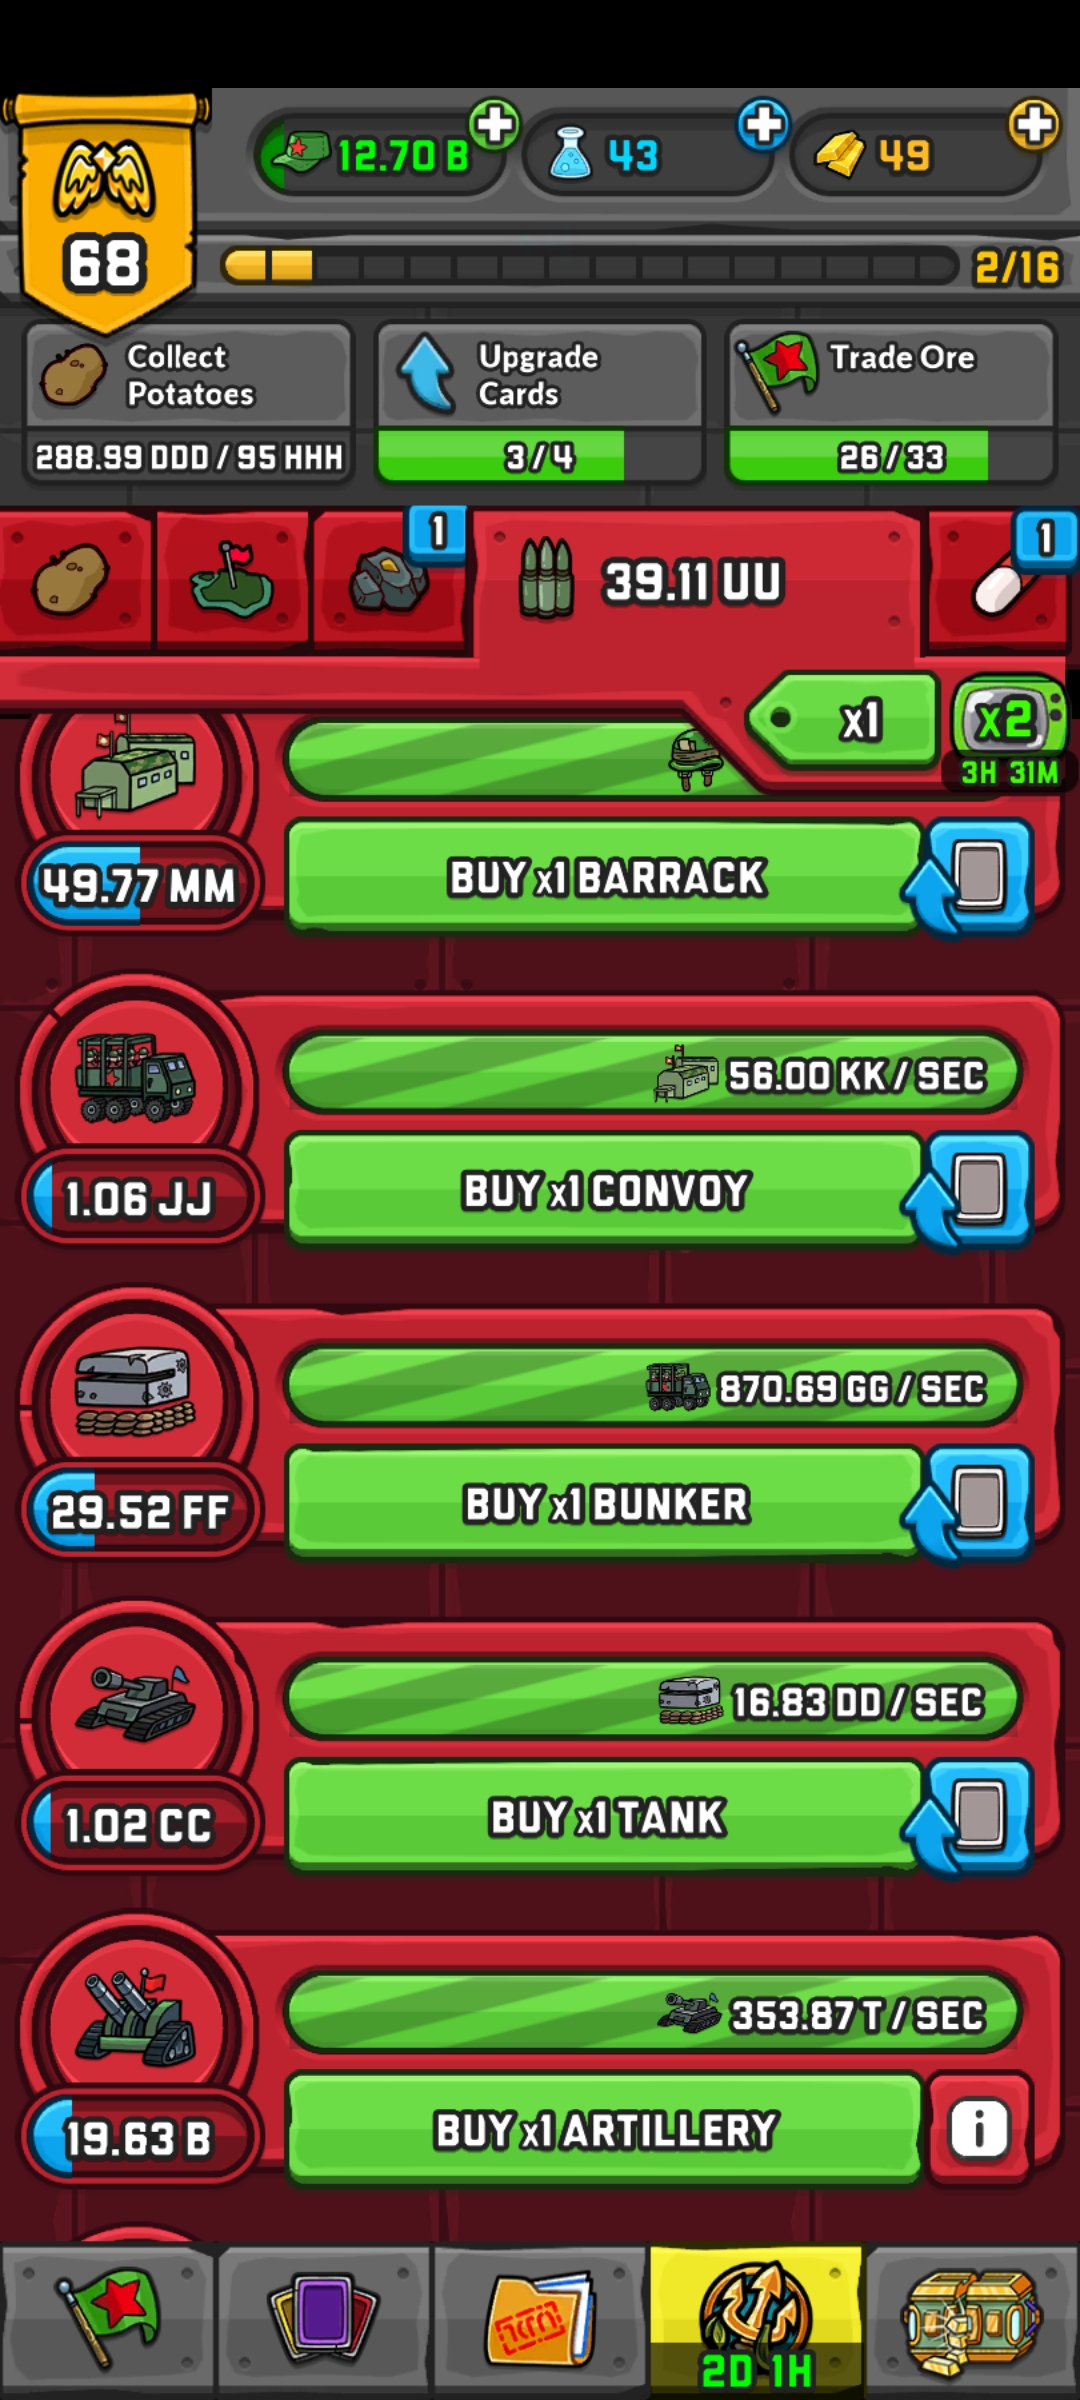 12.70 B
43
49
68
2/16
Collect
Potatoes
288.99 DDD / 95 HHH
Upgrade
Cards
3/4
Trade Ore
26/33
1
39.11 UU
1
x1
x2
3H 31M
49.77 MM
BUY x1 BARRACK
56.00 KK / SEC
1.06 JJ
BUY x1 CONVOY
870.69 GG / SEC
29.52 FF
BUY x1 BUNKER
16.83 DD / SEC
1.02 CC
BUY x1 TANK
353.87 T / SEC
19.63 B
BUY x1 ARTILLERY
i
2D 1H